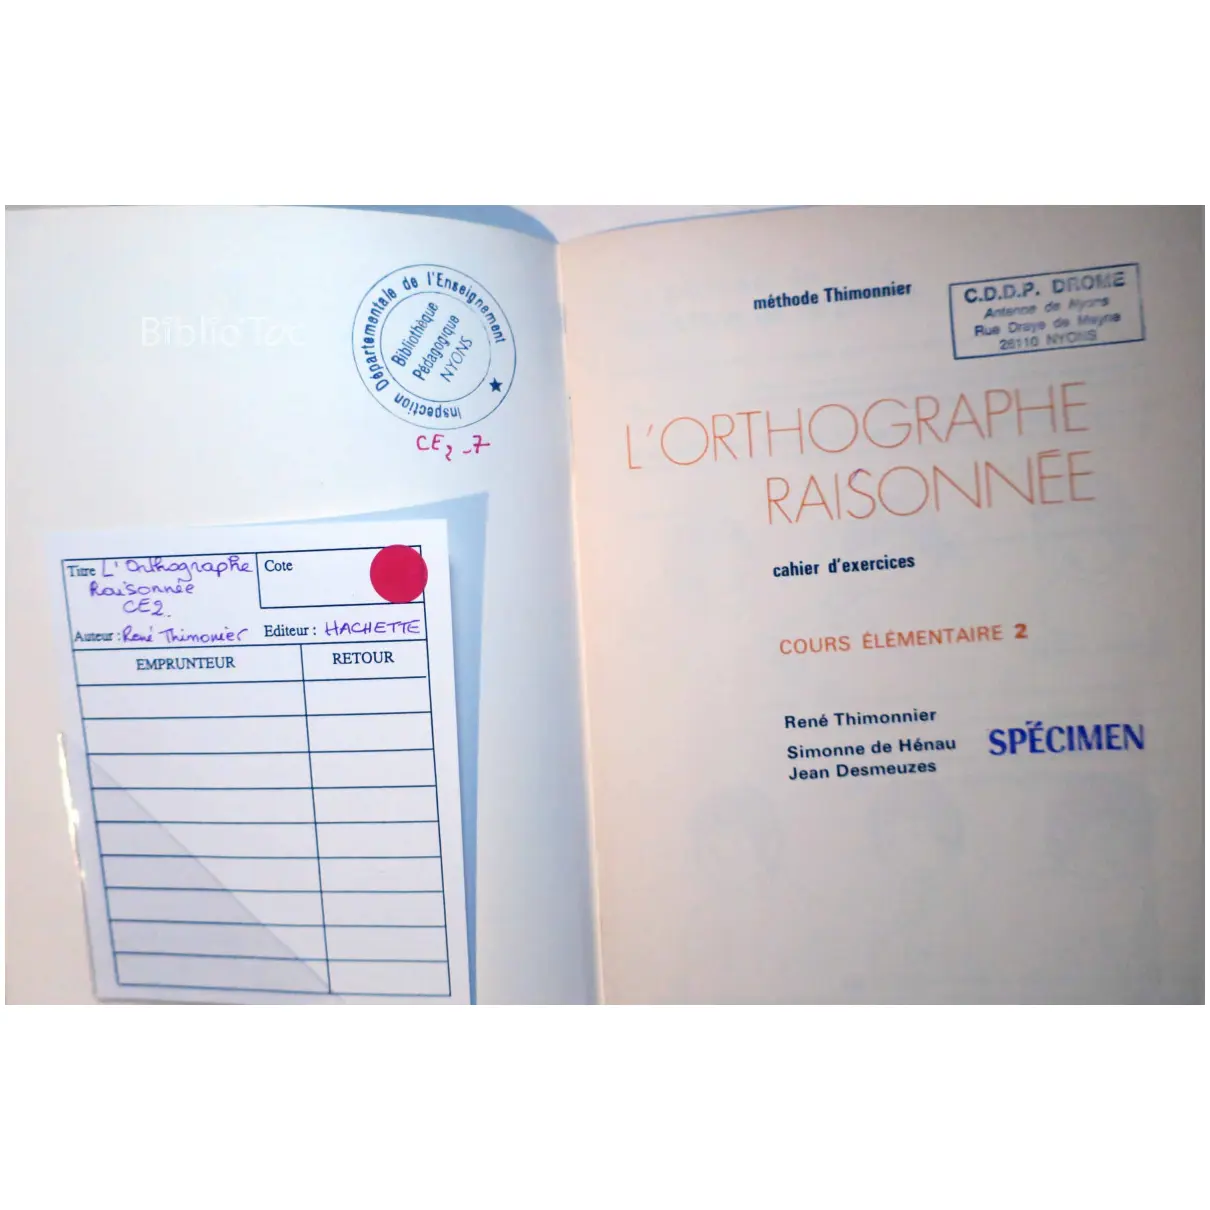 Biblio'Tec
Inspection Départementale de l'Enseignement
Bibliothèque
Pédagogique
NYONS
CE2-7
Titre L'Orthographe
Raisonnée
CE2.
Cote
Auteur : René Thimonier
Editeur : HACHETTE
EMPRUNTEUR
RETOUR
méthode Thimonnier
C.D.D.P. DROME
Antenne de Nyons
Rue Draye de Meyne
26110 NYONS
L'ORTHOGRAPHE
RAISONNÉE
cahier d'exercices
COURS ÉLÉMENTAIRE 2
René Thimonnier
Simonne de Hénau
Jean Desmeuzes
SPÉCIMEN